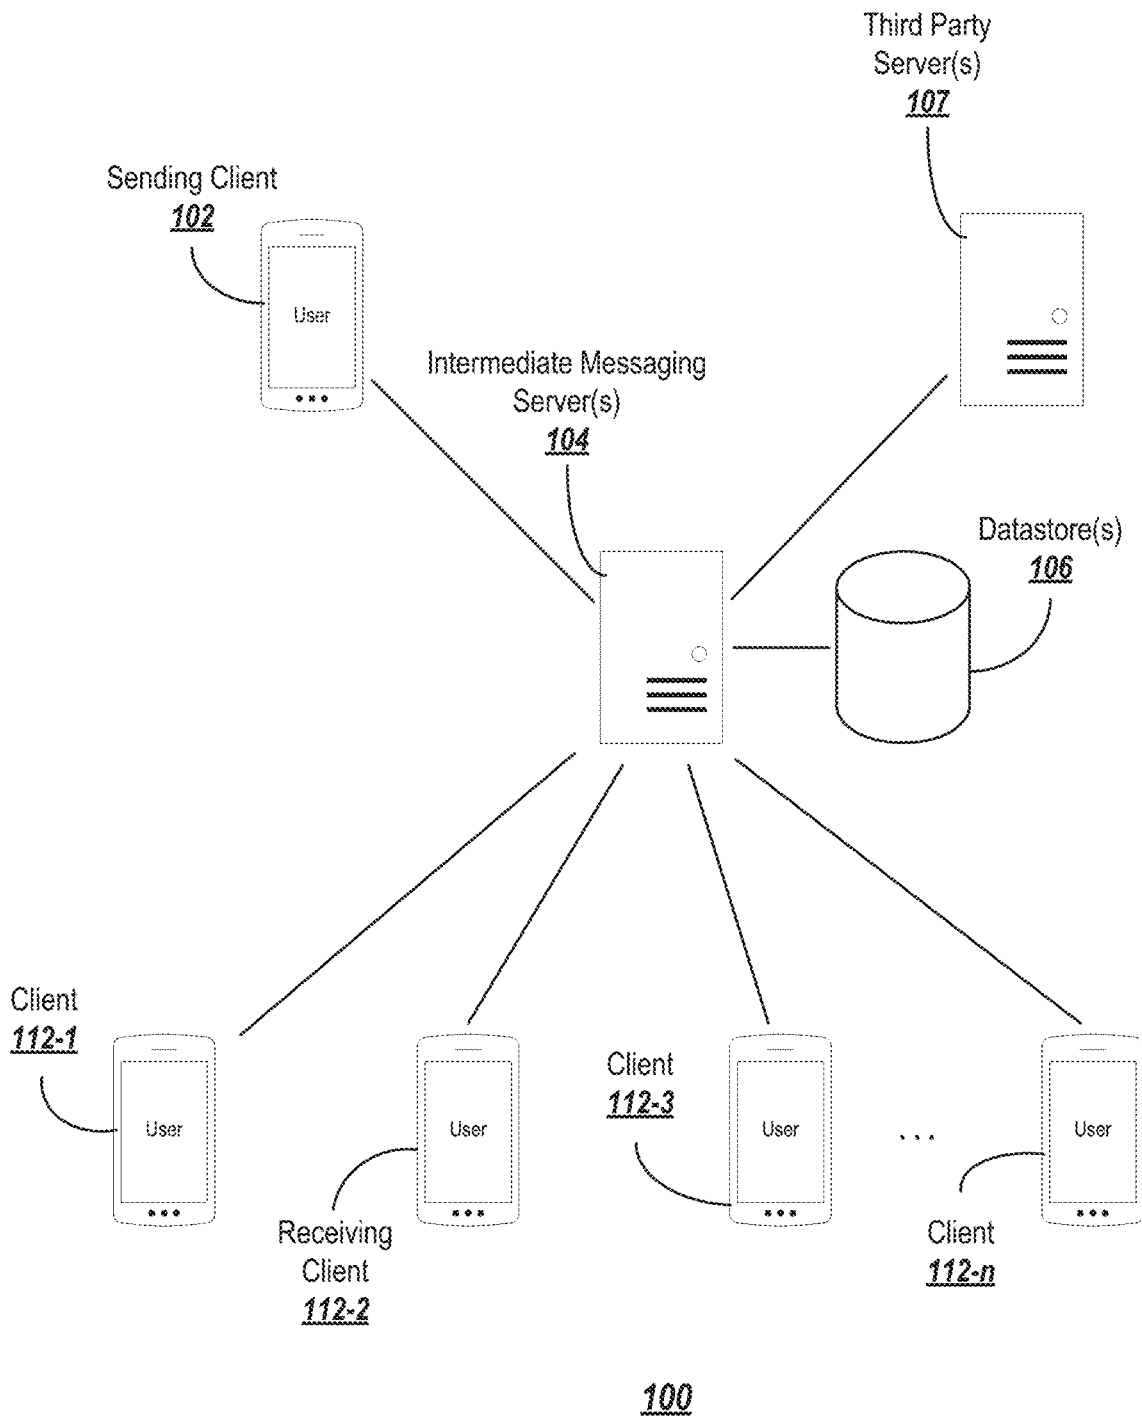 Third Party
Server(s)
107
Sending Client
102
User
Intermediate Messaging
Server(s)
104
Datastore(s)
106
Client
112-1
User
User
Receiving
Client
112-2
Client
112-3
User
...
User
Client
112-n
100